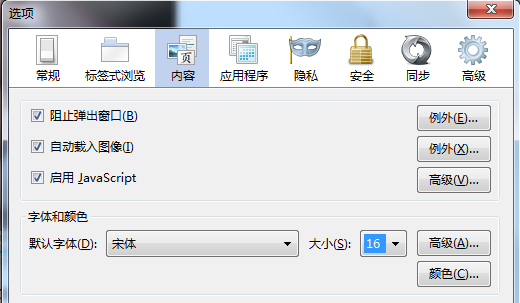 选项
常规 标签式浏览 内容 应用程序 隐私 安全 同步 高级
阻止弹出窗口(B) 例外(E)...
自动载入图像(I) 例外(X)...
启用 JavaScript 高级(V)...
字体和颜色
默认字体(D): 宋体 大小(S): 16 高级(A)...
颜色(C)...